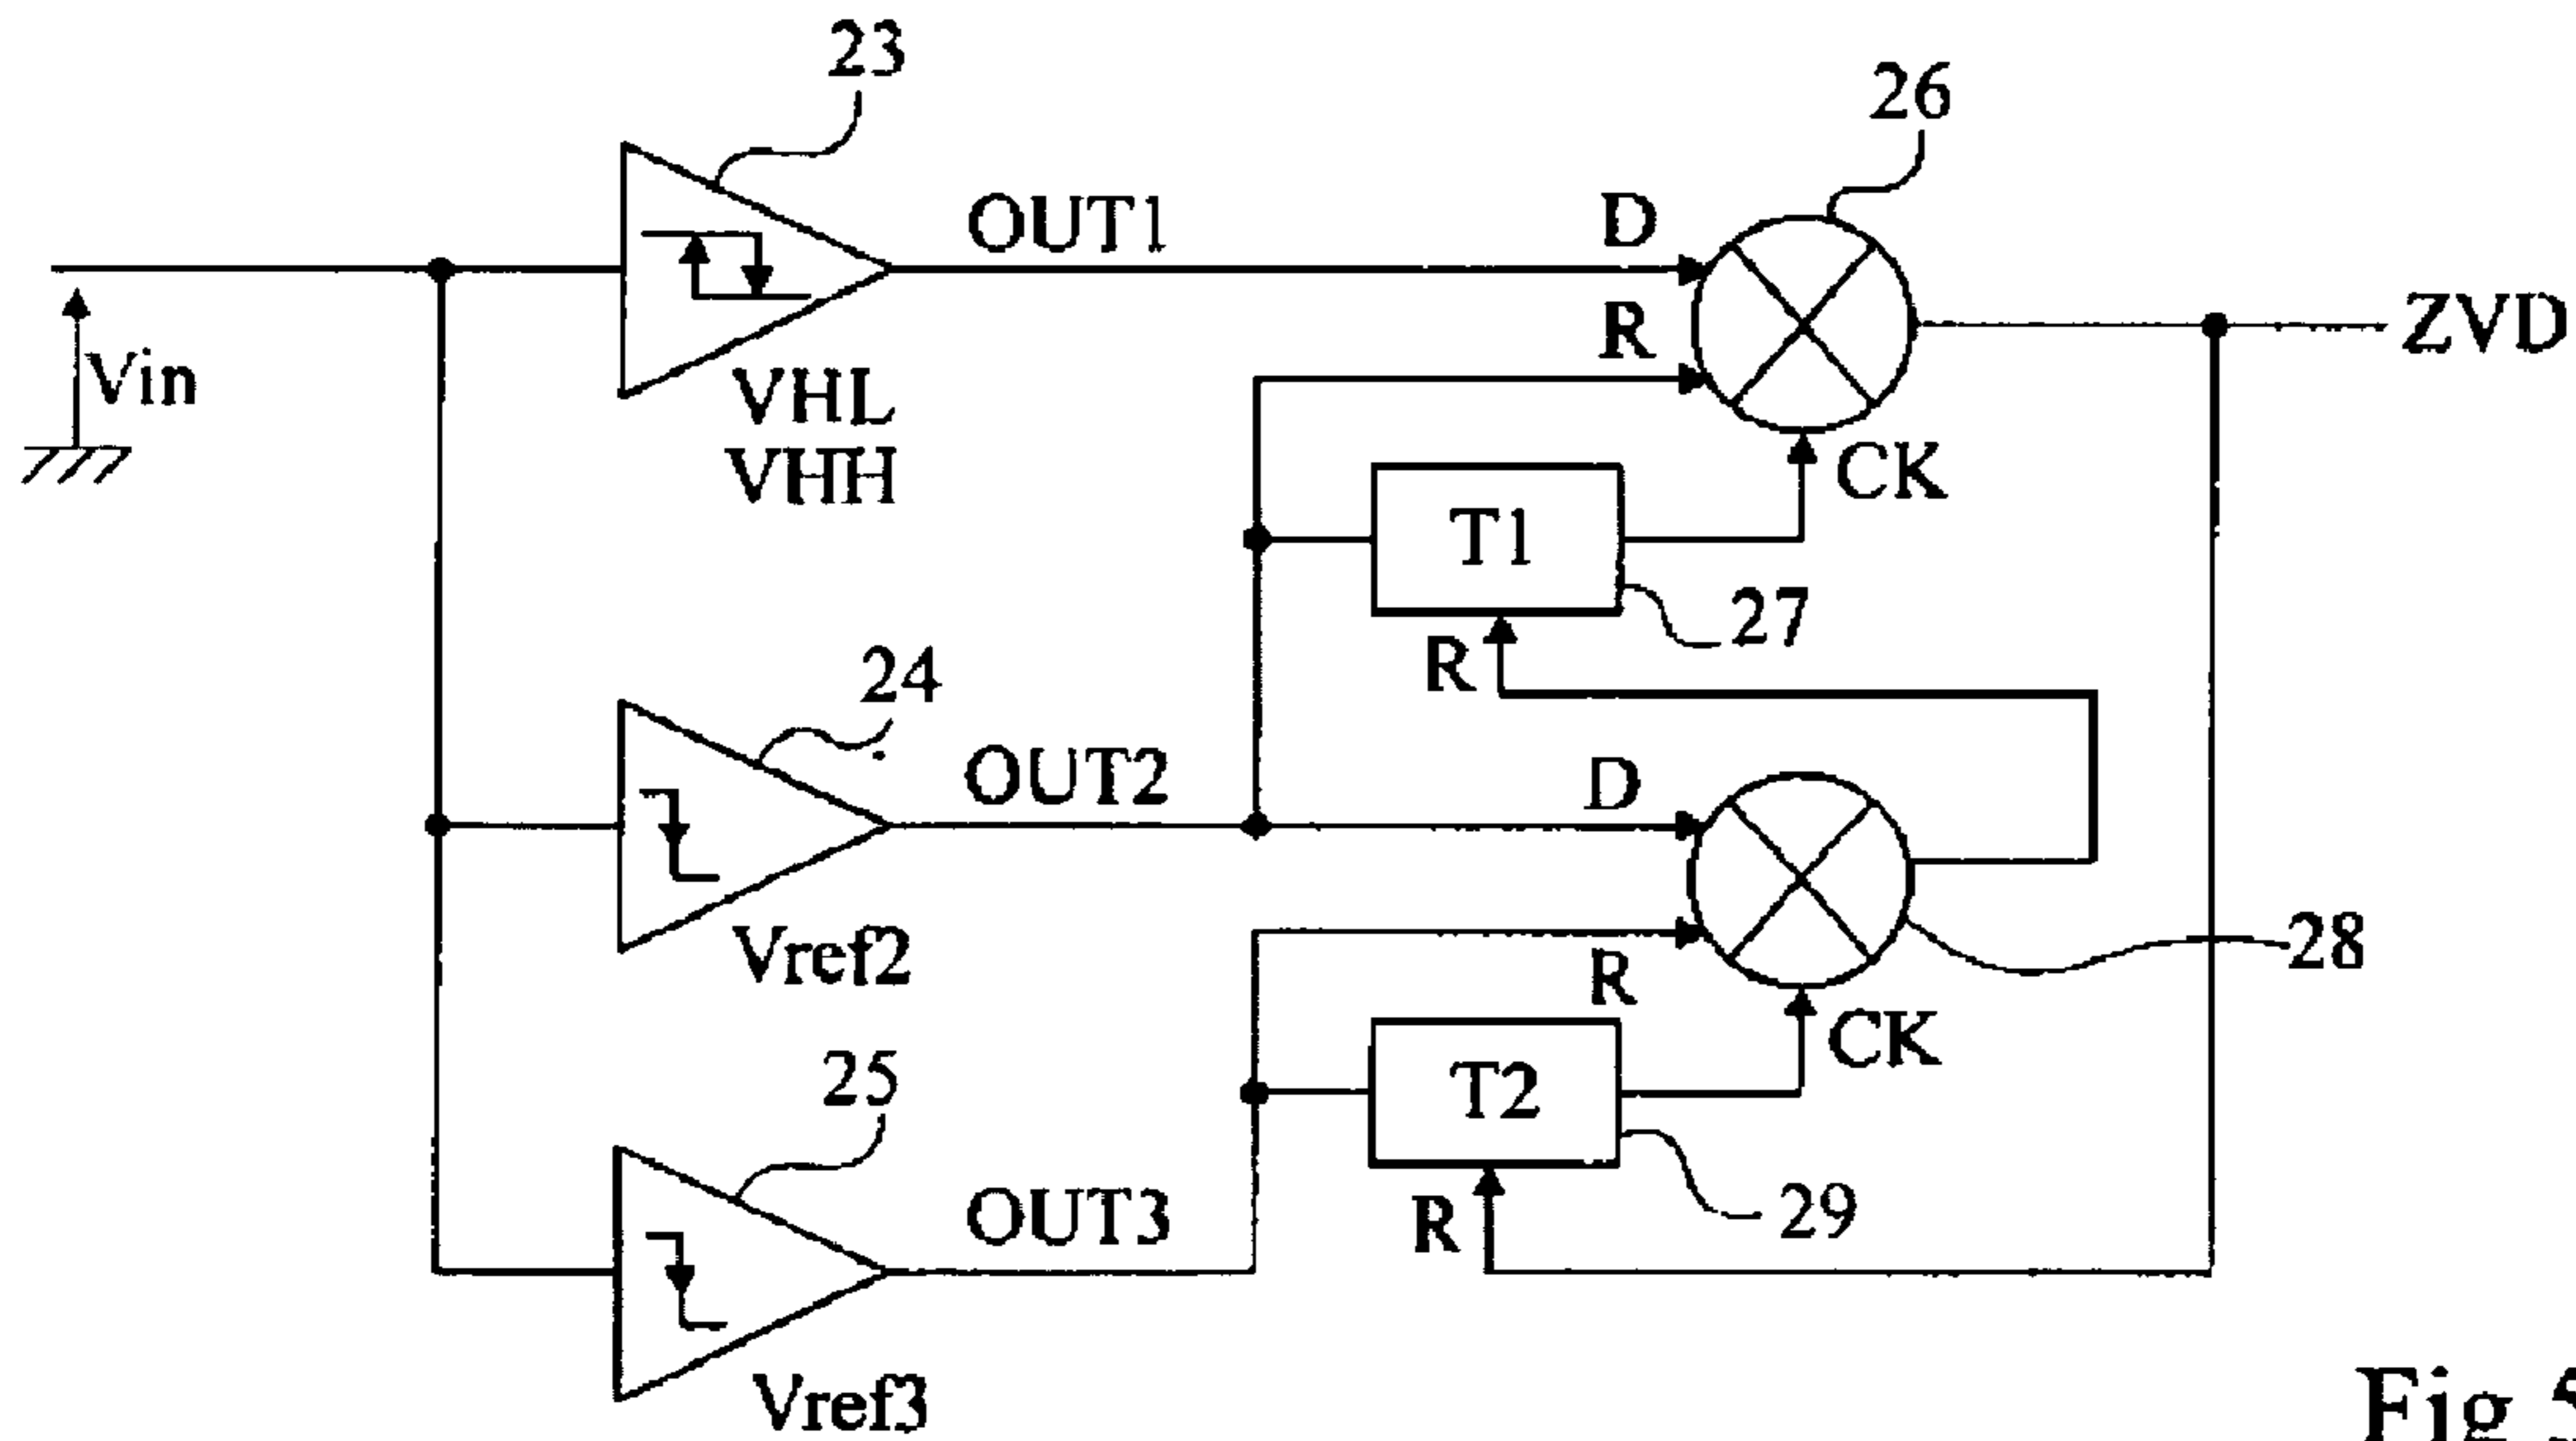 23
26
OUT1
D
R
ZVD
Vin
VHL
VHH
CK
T1
27
R
24
OUT2
D
Vref2
R
28
CK
25
T2
OUT3
R
29
Vref3
Fig 5